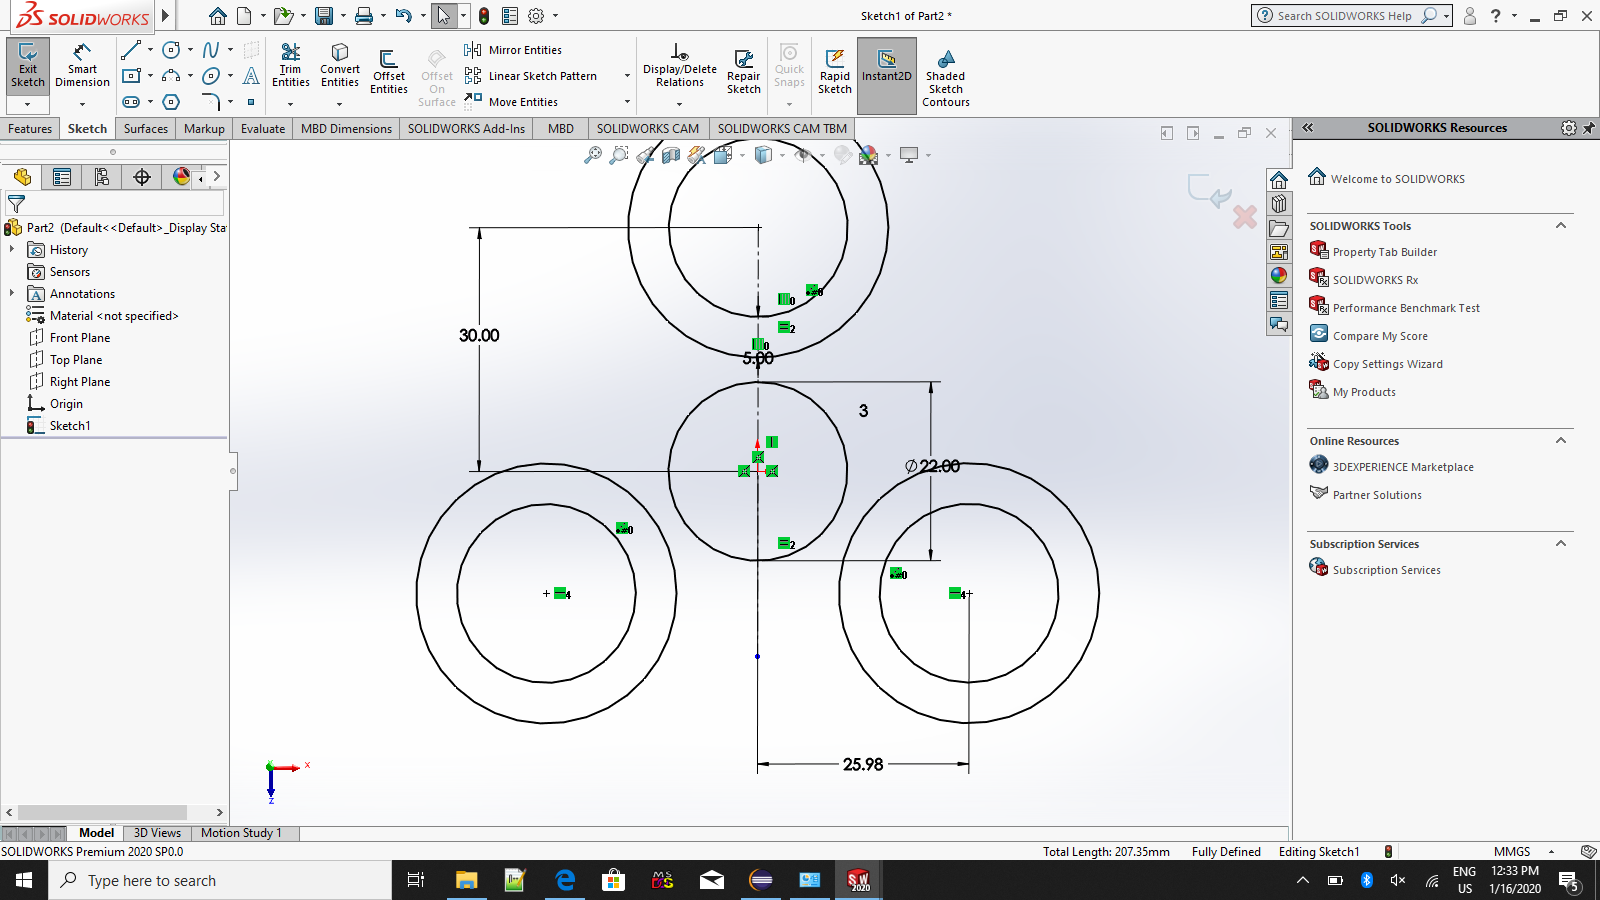 SOLIDWORKS
Sketch1 of Part2 *
Search SOLIDWORKS Help
?
Exit Sketch
Smart Dimension
Trim Entities
Convert Entities
Offset Entities
Offset On Surface
Mirror Entities
Linear Sketch Pattern
Move Entities
Display/Delete Relations
Repair Sketch
Quick Snaps
Rapid Sketch
Instant2D
Shaded Sketch Contours
Features
Sketch
Surfaces
Markup
Evaluate
MBD Dimensions
SOLIDWORKS Add-Ins
MBD
SOLIDWORKS CAM
SOLIDWORKS CAM TBM
SOLIDWORKS Resources
Part2 (Default<<Default>_Display Sta
History
Sensors
Annotations
Material <not specified>
Front Plane
Top Plane
Right Plane
Origin
Sketch1
30.00
5.00
3
∅22.00
25.98
0
2
0
2
0
4
0
4
X
Z
Welcome to SOLIDWORKS
SOLIDWORKS Tools
Property Tab Builder
SOLIDWORKS Rx
Performance Benchmark Test
Compare My Score
Copy Settings Wizard
My Products
Online Resources
3DEXPERIENCE Marketplace
Partner Solutions
Subscription Services
Subscription Services
Model
3D Views
Motion Study 1
SOLIDWORKS Premium 2020 SP0.0
Total Length: 207.35mm
Fully Defined
Editing Sketch1
MMGS
Type here to search
SW 2020
ENG
US
12:33 PM
1/16/2020
5